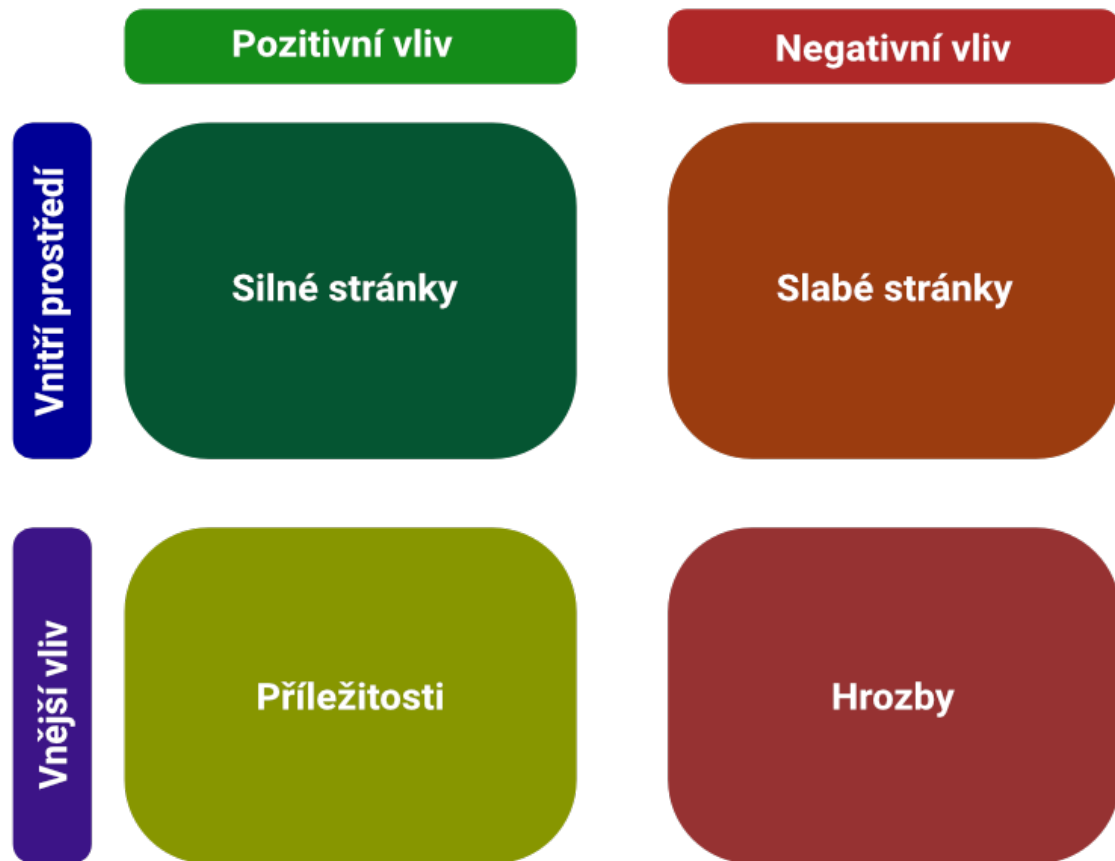 Pozitivní vliv
Negativní vliv
Vnitří prostředí
Silné stránky
Slabé stránky
Vnější vliv
Příležitosti
Hrozby